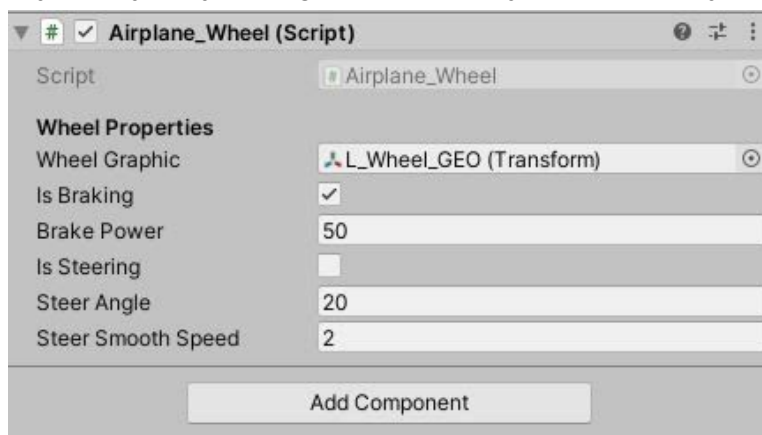 # Airplane_Wheel (Script)
Script # Airplane_Wheel
Wheel Properties
Wheel Graphic L_Wheel_GEO (Transform)
Is Braking
Brake Power 50
Is Steering
Steer Angle 20
Steer Smooth Speed 2
Add Component